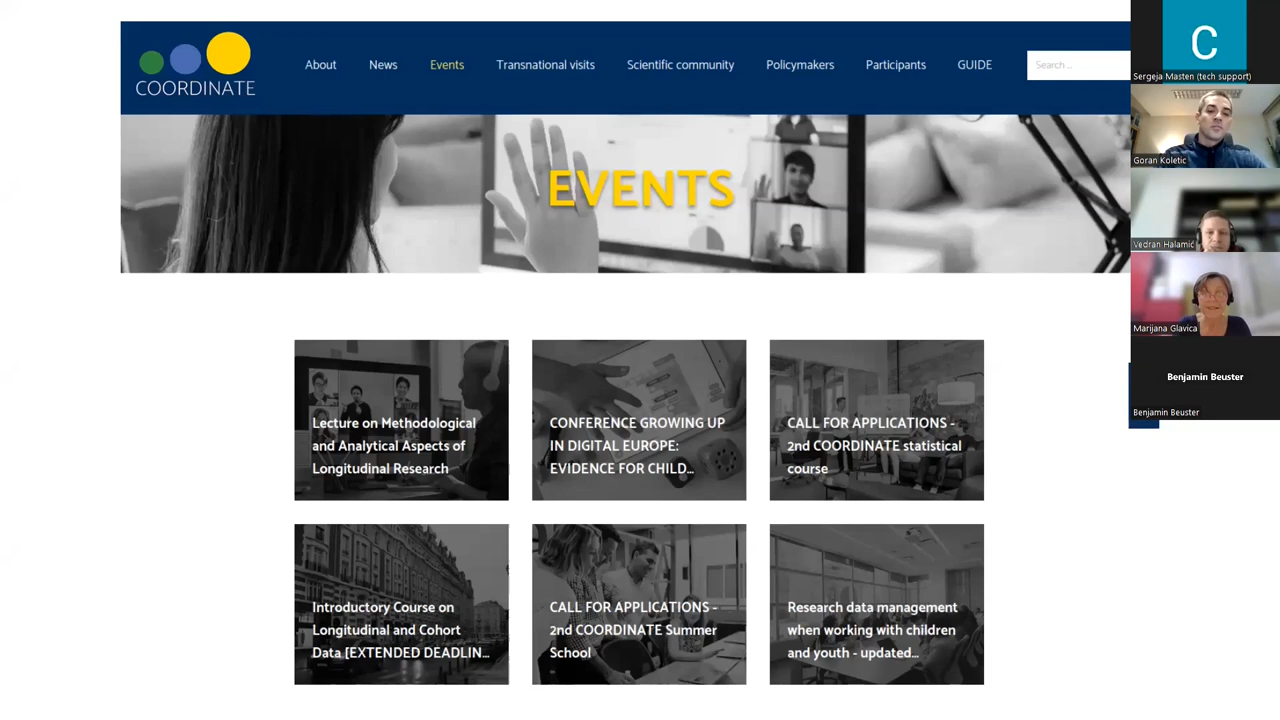 COORDINATE
About News Events Transnational visits Scientific community Policymakers Participants GUIDE Search ...
EVENTS
Lecture on Methodological
and Analytical Aspects of
Longitudinal Research
CONFERENCE GROWING UP
IN DIGITAL EUROPE:
EVIDENCE FOR CHILD...
CALL FOR APPLICATIONS -
2nd COORDINATE statistical
course
Introductory Course on
Longitudinal and Cohort
Data [EXTENDED DEADLIN...
CALL FOR APPLICATIONS -
2nd COORDINATE Summer
School
Research data management
when working with children
and youth - updated...
C
Sergeja Masten (tech support)
Goran Koletic
Vedran Halamić
Marijana Glavica
Benjamin Beuster
Benjamin Beuster